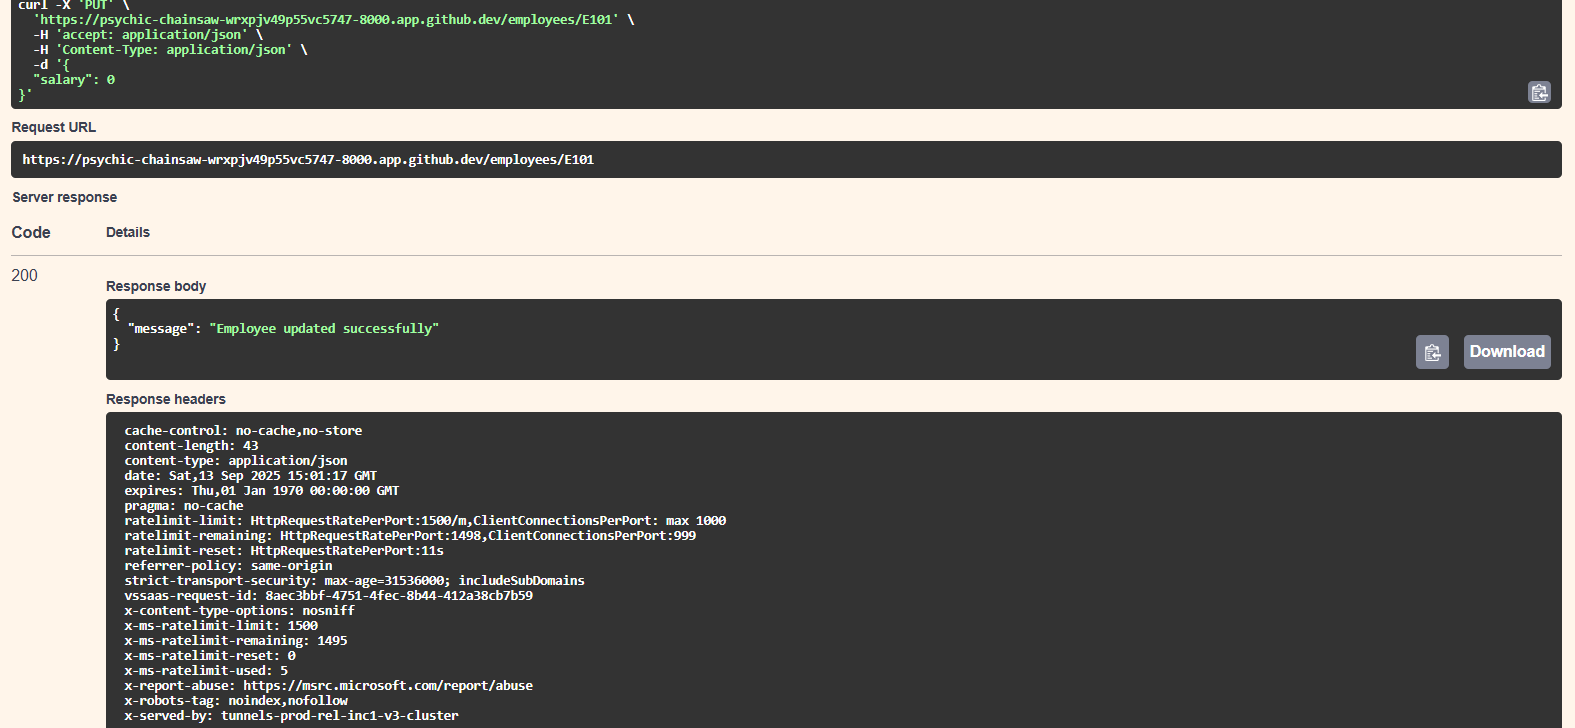 curl -X 'PUT' \
  'https://psychic-chainsaw-wrxpjv49p55vc5747-8000.app.github.dev/employees/E101' \
  -H 'accept: application/json' \
  -H 'Content-Type: application/json' \
  -d '{
  "salary": 0
}'
Request URL
https://psychic-chainsaw-wrxpjv49p55vc5747-8000.app.github.dev/employees/E101
Server response
Code Details
200
Response body
{
  "message": "Employee updated successfully"
}
Download
Response headers
cache-control: no-cache,no-store
content-length: 43
content-type: application/json
date: Sat,13 Sep 2025 15:01:17 GMT
expires: Thu,01 Jan 1970 00:00:00 GMT
pragma: no-cache
ratelimit-limit: HttpRequestRatePerPort:1500/m,ClientConnectionsPerPort: max 1000
ratelimit-remaining: HttpRequestRatePerPort:1498,ClientConnectionsPerPort:999
ratelimit-reset: HttpRequestRatePerPort:11s
referrer-policy: same-origin
strict-transport-security: max-age=31536000; includeSubDomains
vssaas-request-id: 8aec3bbf-4751-4fec-8b44-412a38cb7b59
x-content-type-options: nosniff
x-ms-ratelimit-limit: 1500
x-ms-ratelimit-remaining: 1495
x-ms-ratelimit-reset: 0
x-ms-ratelimit-used: 5
x-report-abuse: https://msrc.microsoft.com/report/abuse
x-robots-tag: noindex,nofollow
x-served-by: tunnels-prod-rel-inc1-v3-cluster